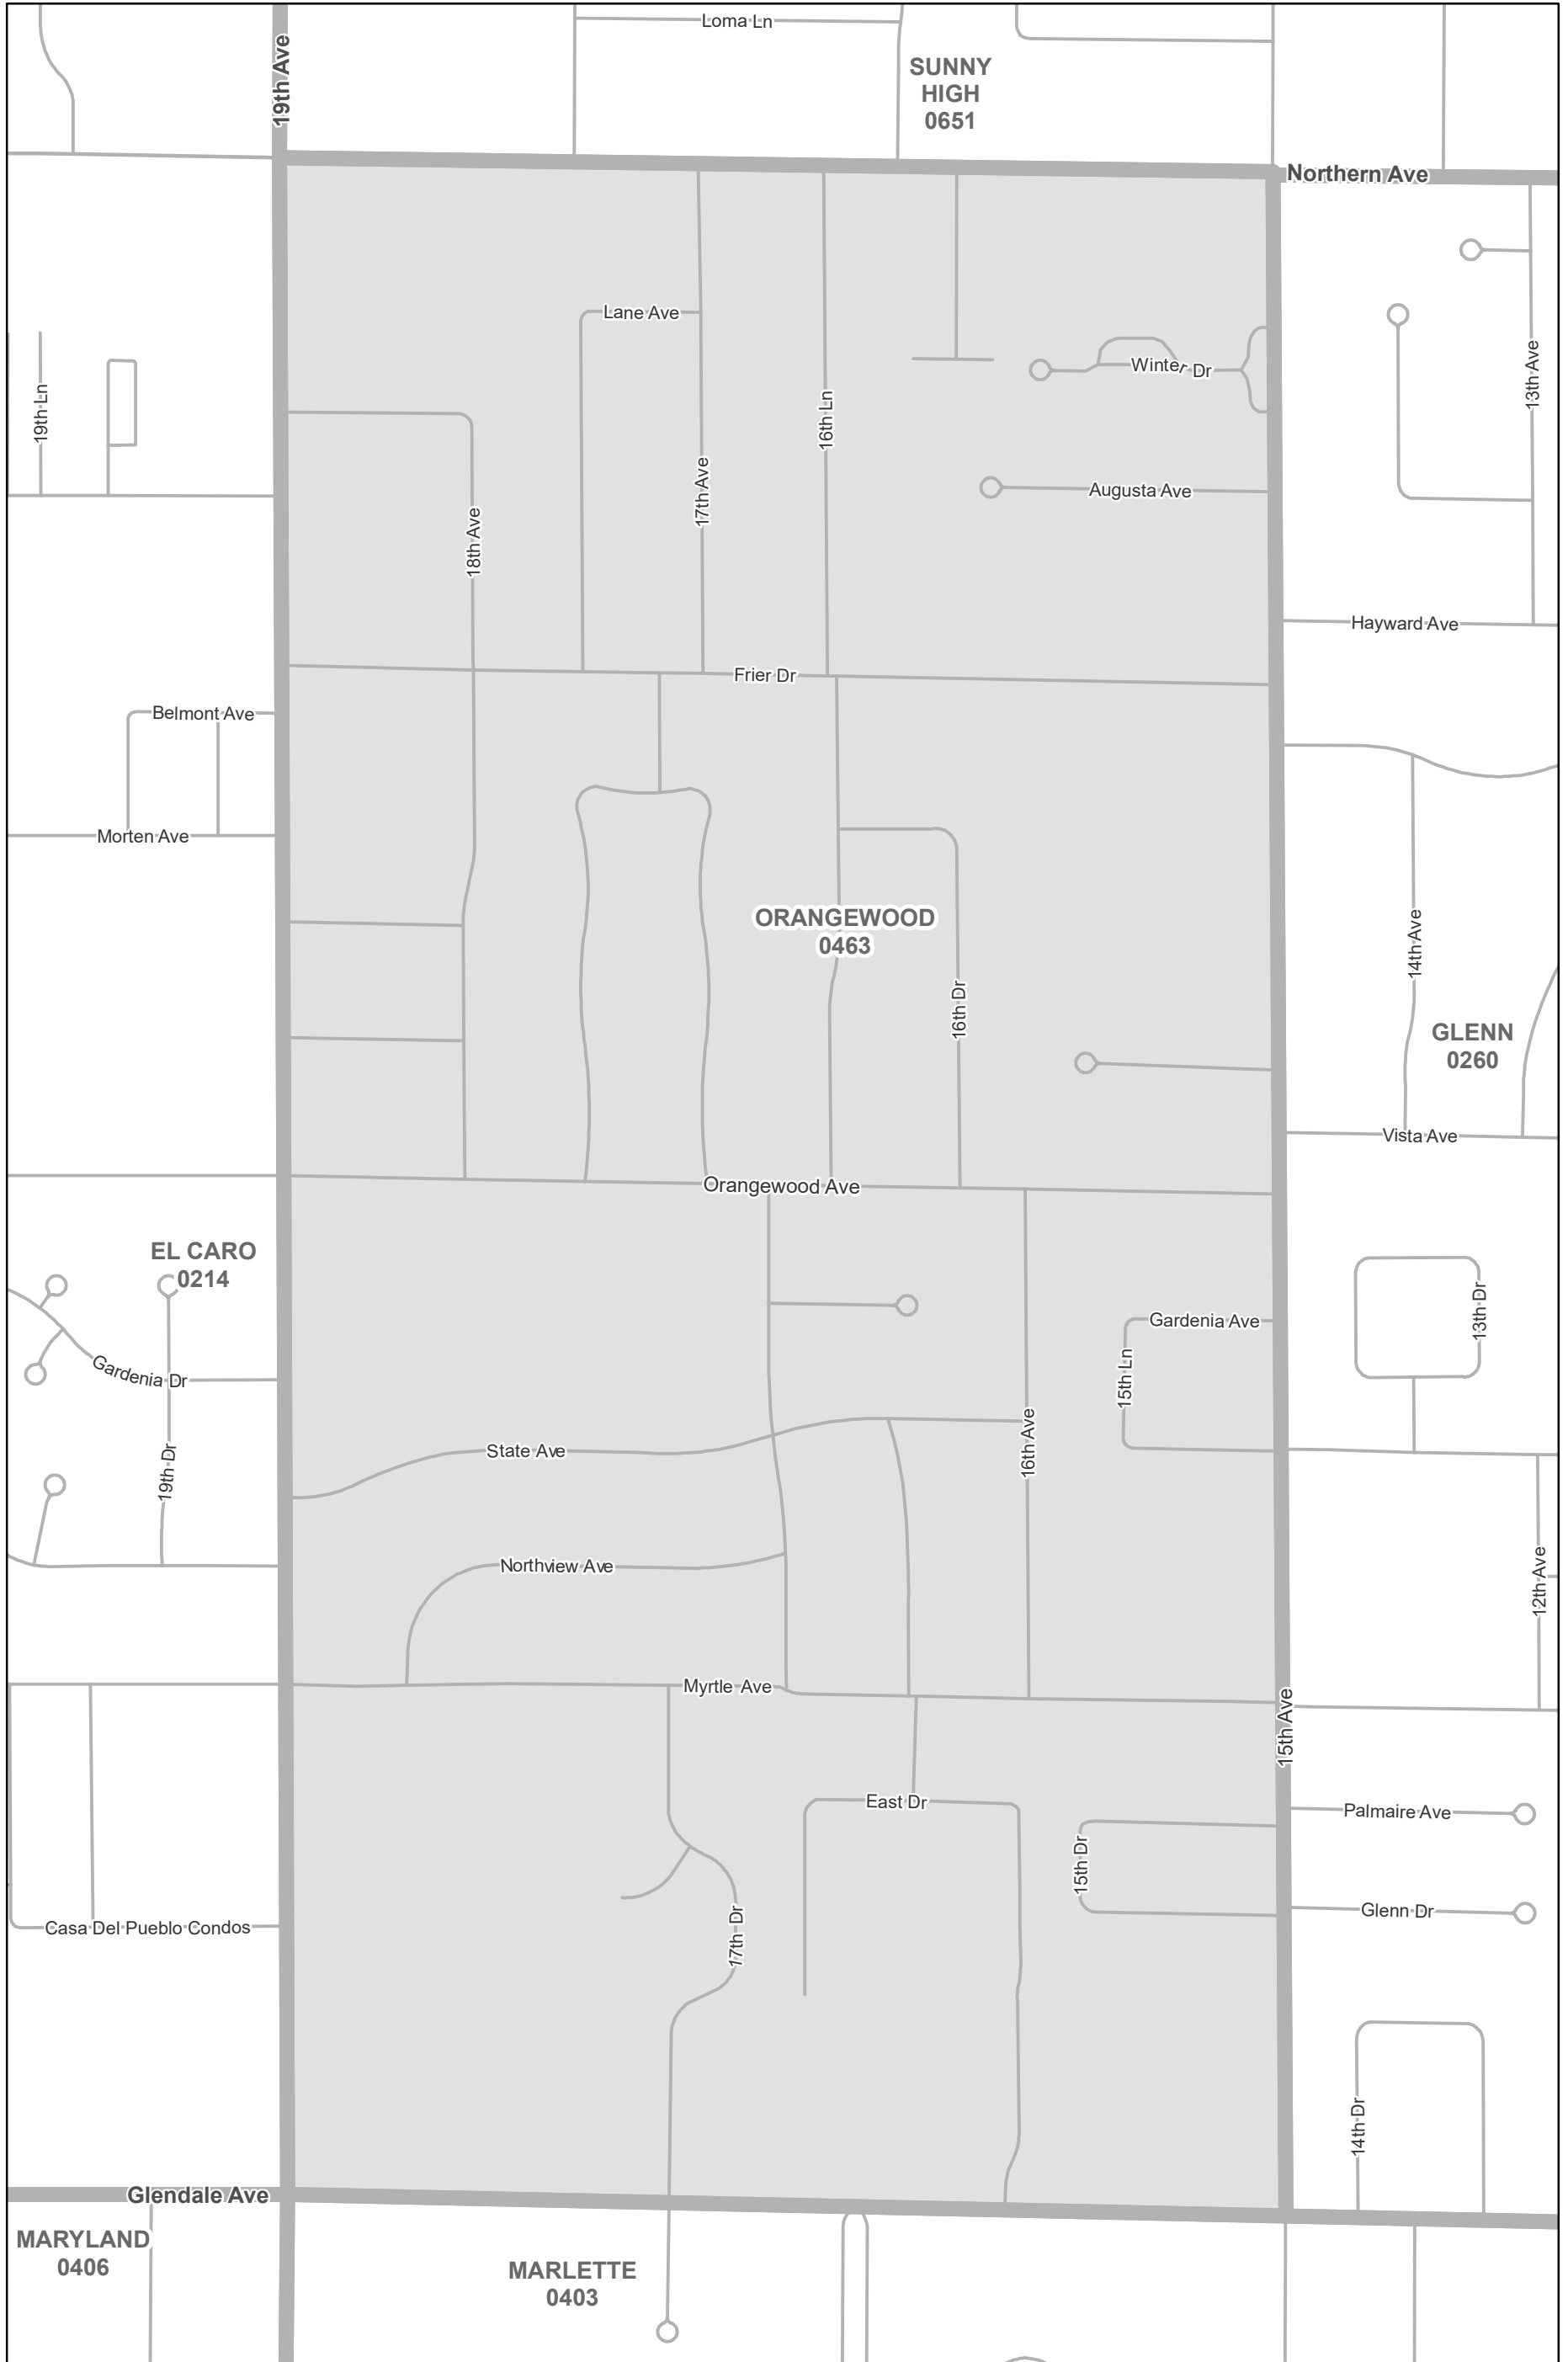 Loma Ln
19th Ave
SUNNY
HIGH
0651
Northern Ave
Lane Ave
Winter Dr
19th Ln
16th Ln
13th Ave
17th Ave
Augusta Ave
18th Ave
Hayward Ave
Frier Dr
Belmont Ave
Morten Ave
ORANGEWOOD
0463
14th Ave
16th Dr
GLENN
0260
Vista Ave
Orangewood Ave
EL CARO
0214
Gardenia Ave
13th Dr
Gardenia Dr
15th Ln
State Ave
16th Ave
19th Dr
Northview Ave
12th Ave
Myrtle Ave
15th Ave
East Dr
Palmaire Ave
15th Dr
Glenn Dr
Casa Del Pueblo Condos
17th Dr
14th Dr
Glendale Ave
MARYLAND
0406
MARLETTE
0403